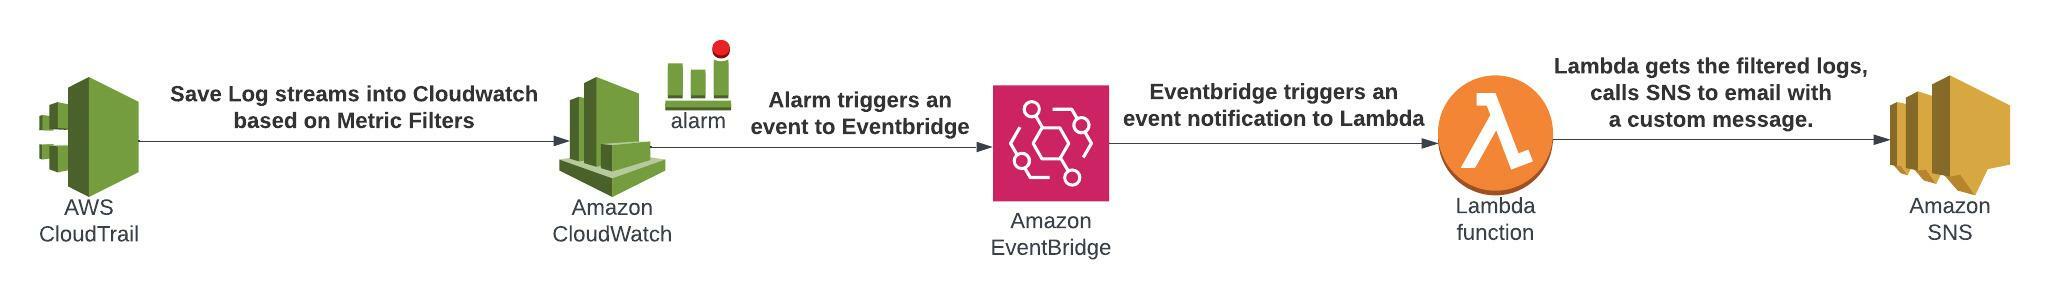 Save Log streams into Cloudwatch
based on Metric Filters
AWS
CloudTrail
alarm
Amazon
CloudWatch
Alarm triggers an
event to Eventbridge
Amazon
EventBridge
Eventbridge triggers an
event notification to Lambda
Lambda
function
Lambda gets the filtered logs,
calls SNS to email with
a custom message.
Amazon
SNS